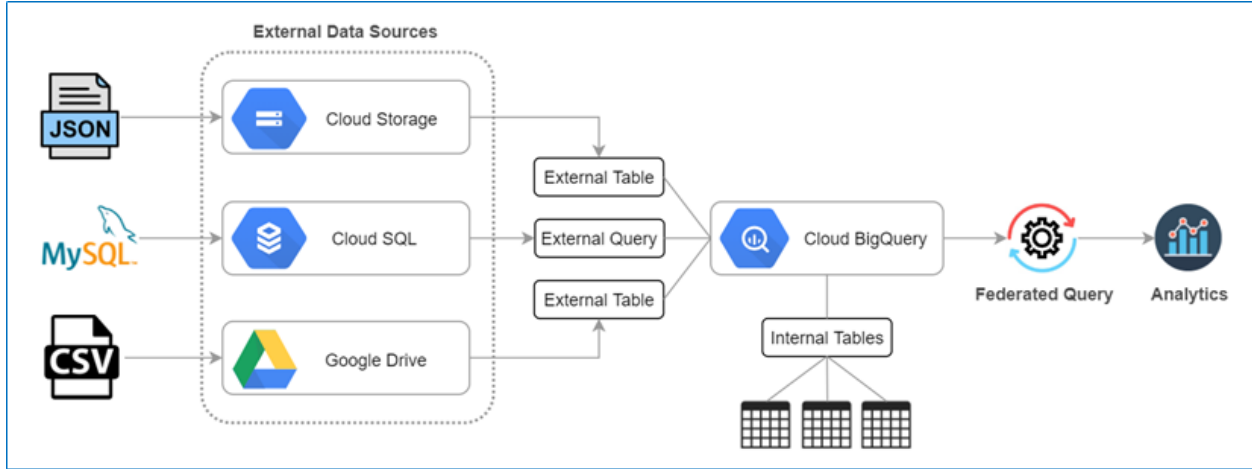 External Data Sources
JSON
Cloud Storage
External Table
MySQL
Cloud SQL
External Query
Cloud BigQuery
Federated Query
Analytics
External Table
Internal Tables
CSV
Google Drive